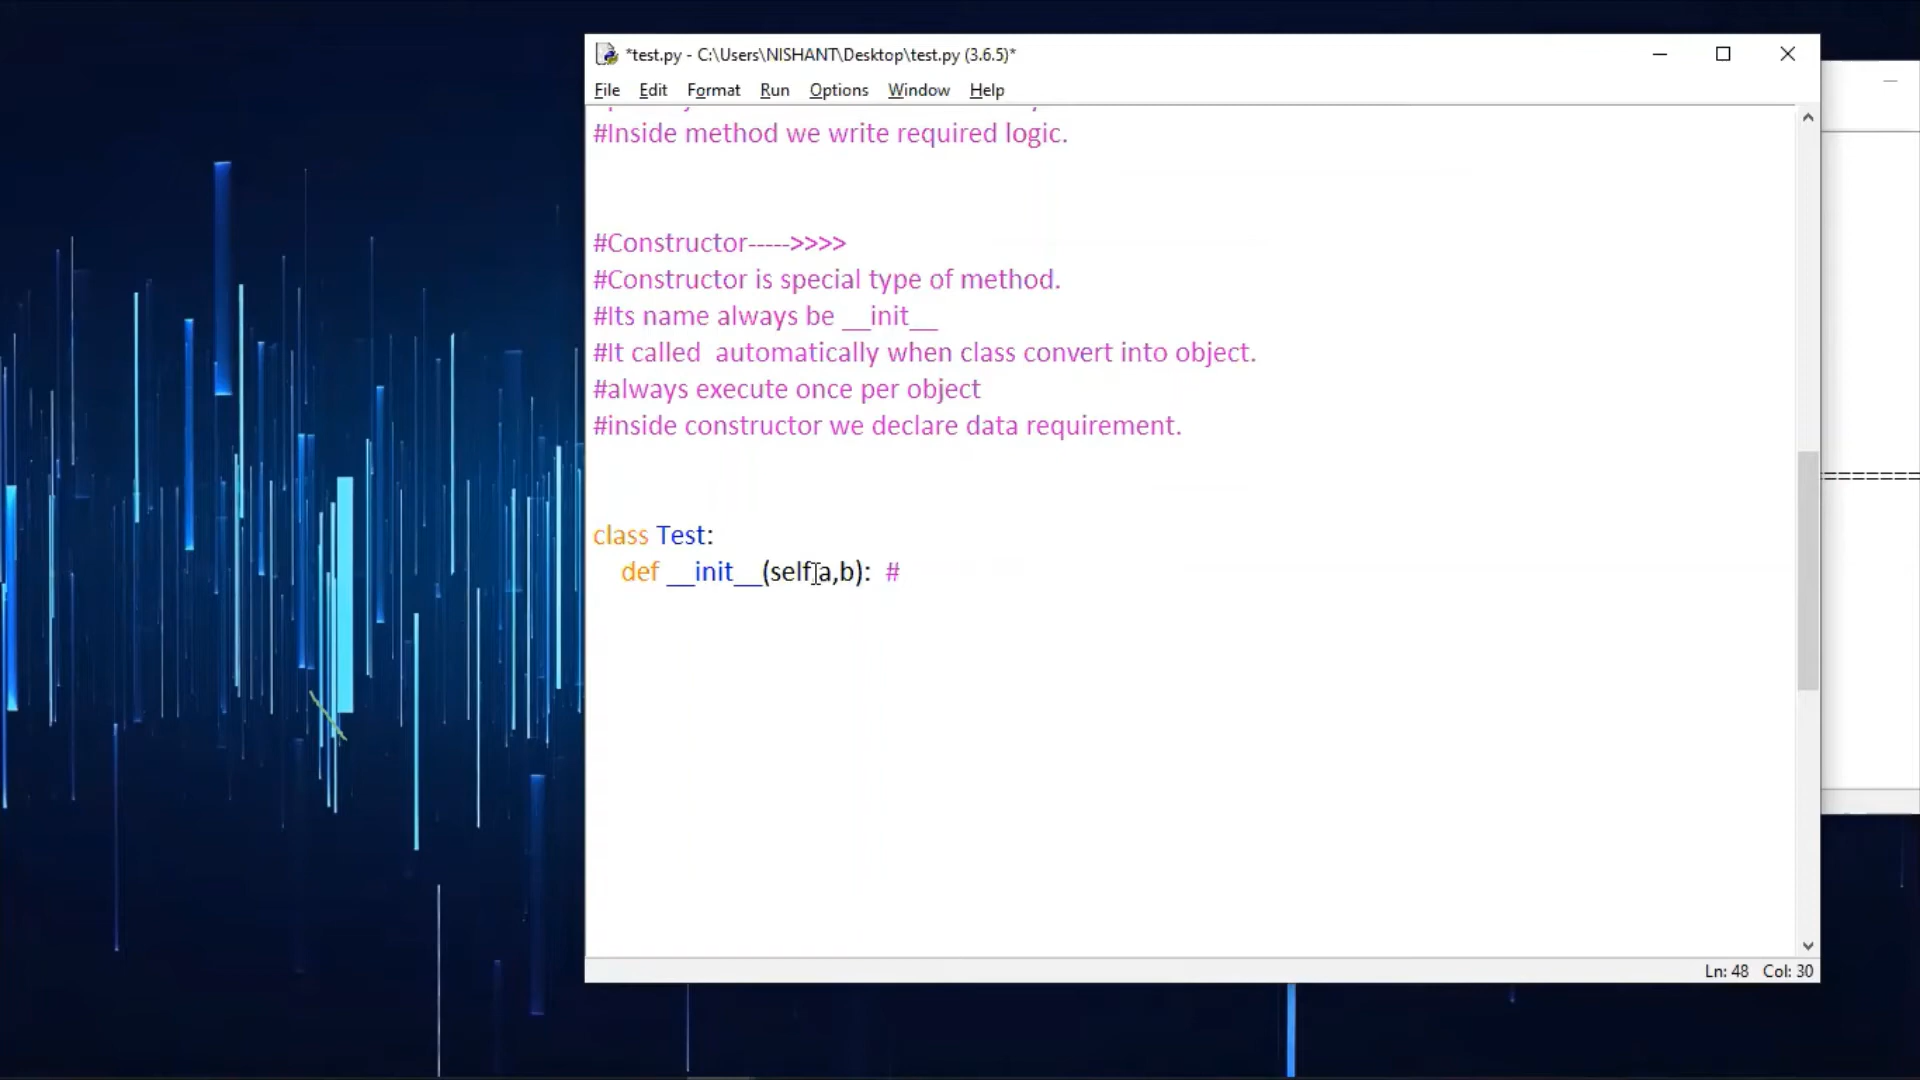 *test.py - C:\Users\NISHANT\Desktop\test.py (3.6.5)*
File Edit Format Run Options Window Help
#Inside method we write required logic.
#Constructor----->>>>
#Constructor is special type of method.
#Its name always be __init__
#It called  automatically when class convert into object.
#always execute once per object
#inside constructor we declare data requirement.
class Test:
    def __init__(self,a,b):  #
Ln: 48 Col: 30